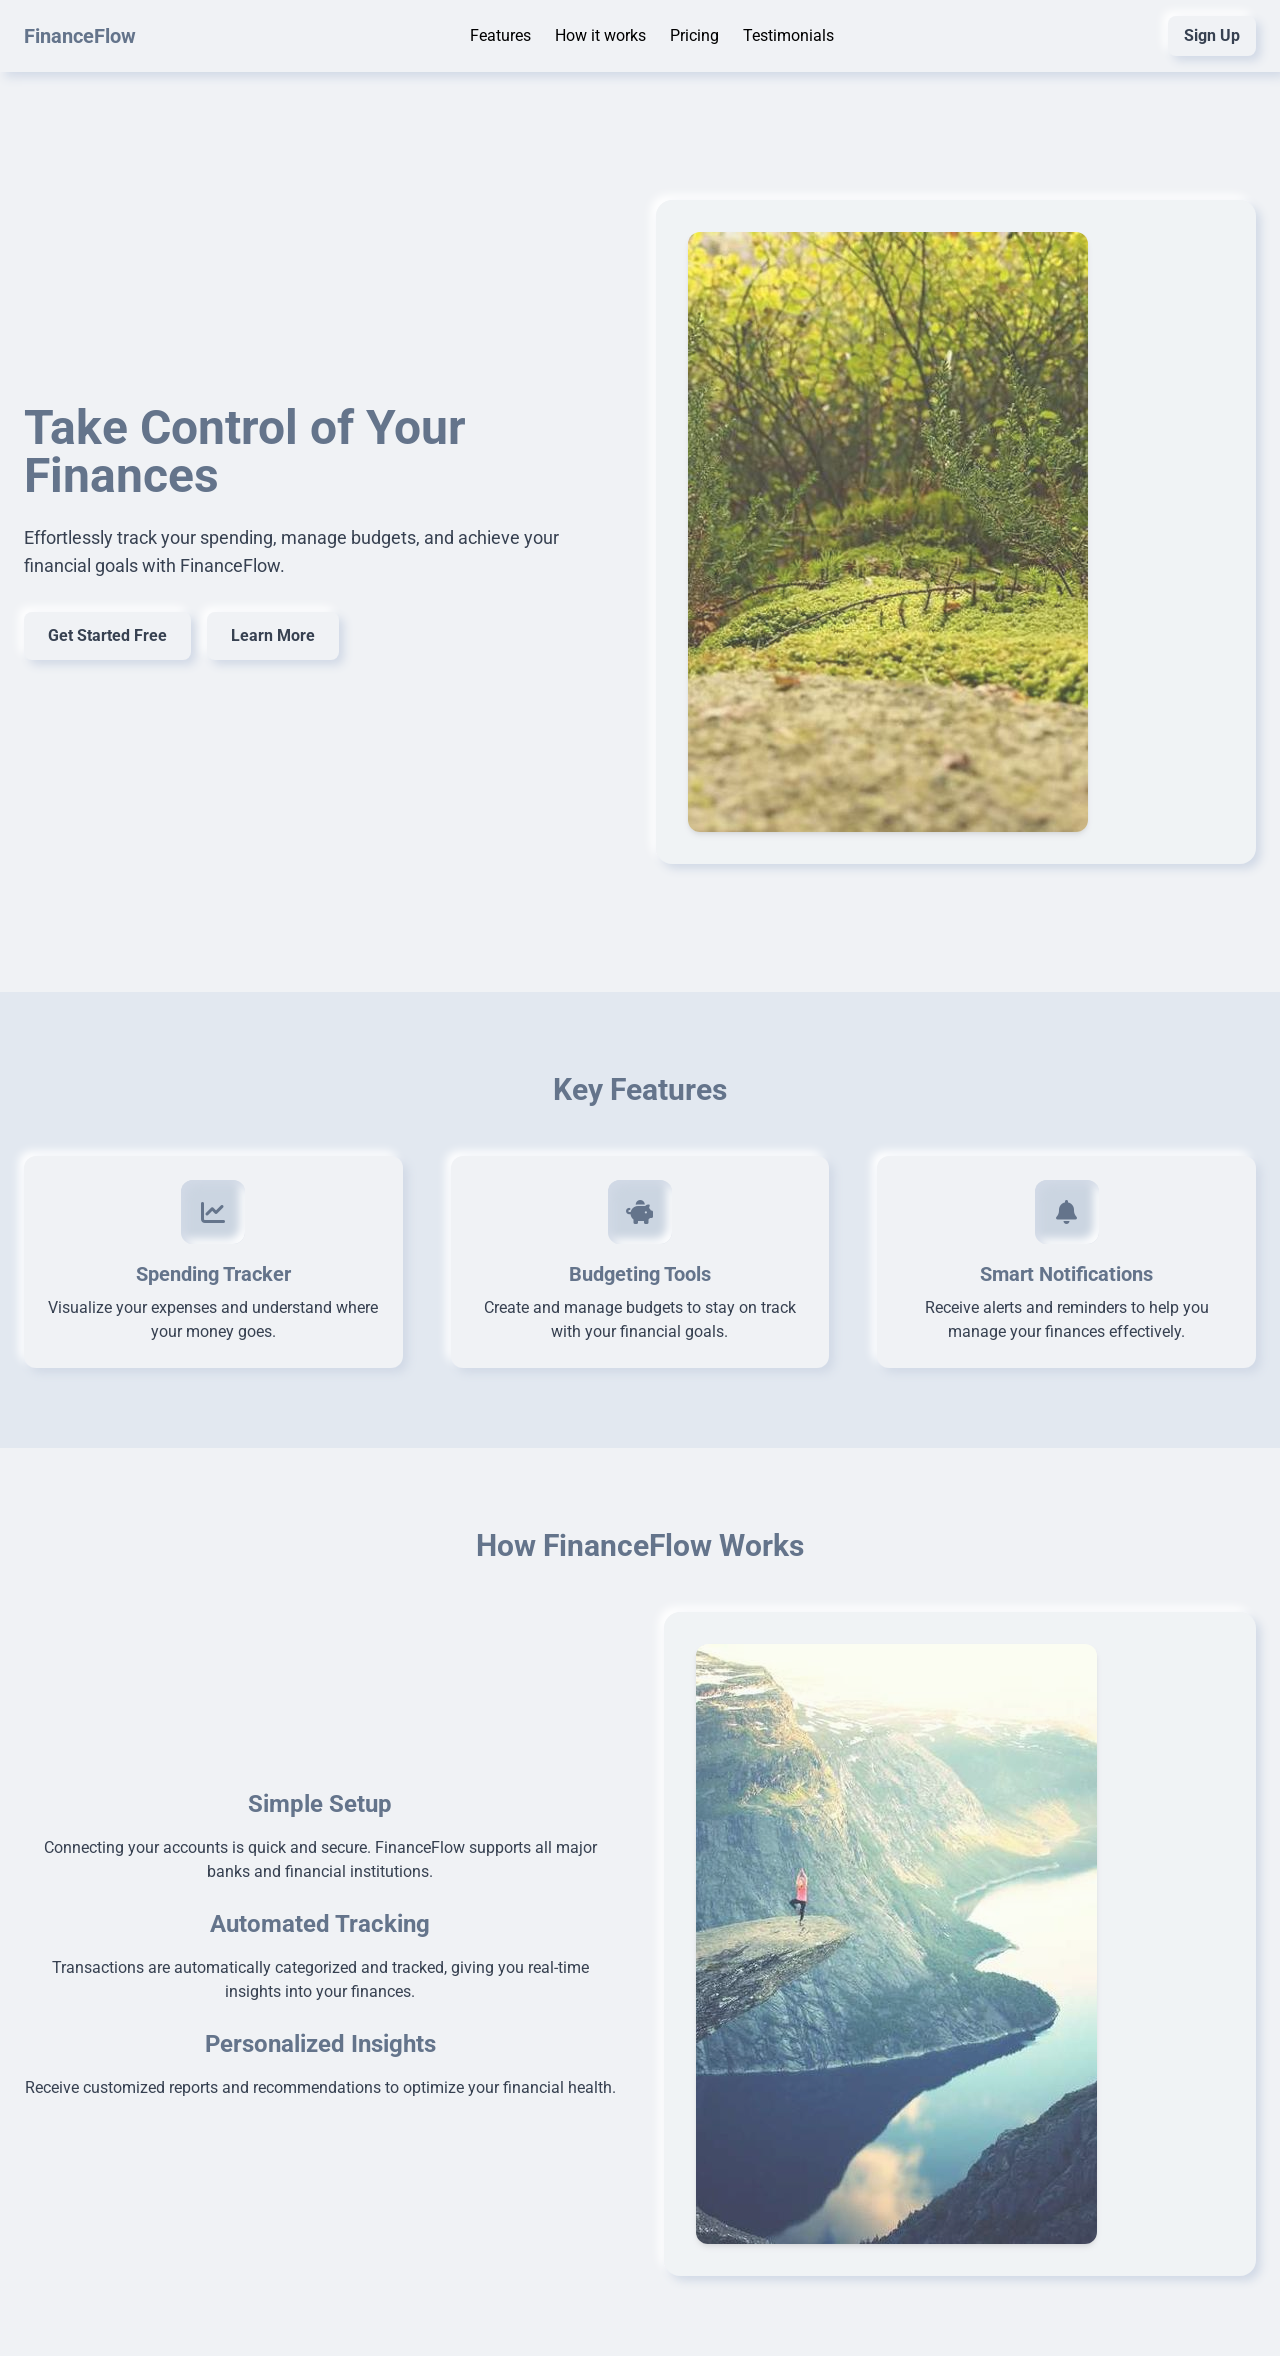 FinanceFlow
Features
How it works
Pricing
Testimonials
Sign Up
Take Control of Your
Finances
Effortlessly track your spending, manage budgets, and achieve your
financial goals with FinanceFlow.
Get Started Free
Learn More
Key Features
Spending Tracker
Visualize your expenses and understand where
your money goes.
Budgeting Tools
Create and manage budgets to stay on track
with your financial goals.
Smart Notifications
Receive alerts and reminders to help you
manage your finances effectively.
How FinanceFlow Works
Simple Setup
Connecting your accounts is quick and secure. FinanceFlow supports all major
banks and financial institutions.
Automated Tracking
Transactions are automatically categorized and tracked, giving you real-time
insights into your finances.
Personalized Insights
Receive customized reports and recommendations to optimize your financial health.